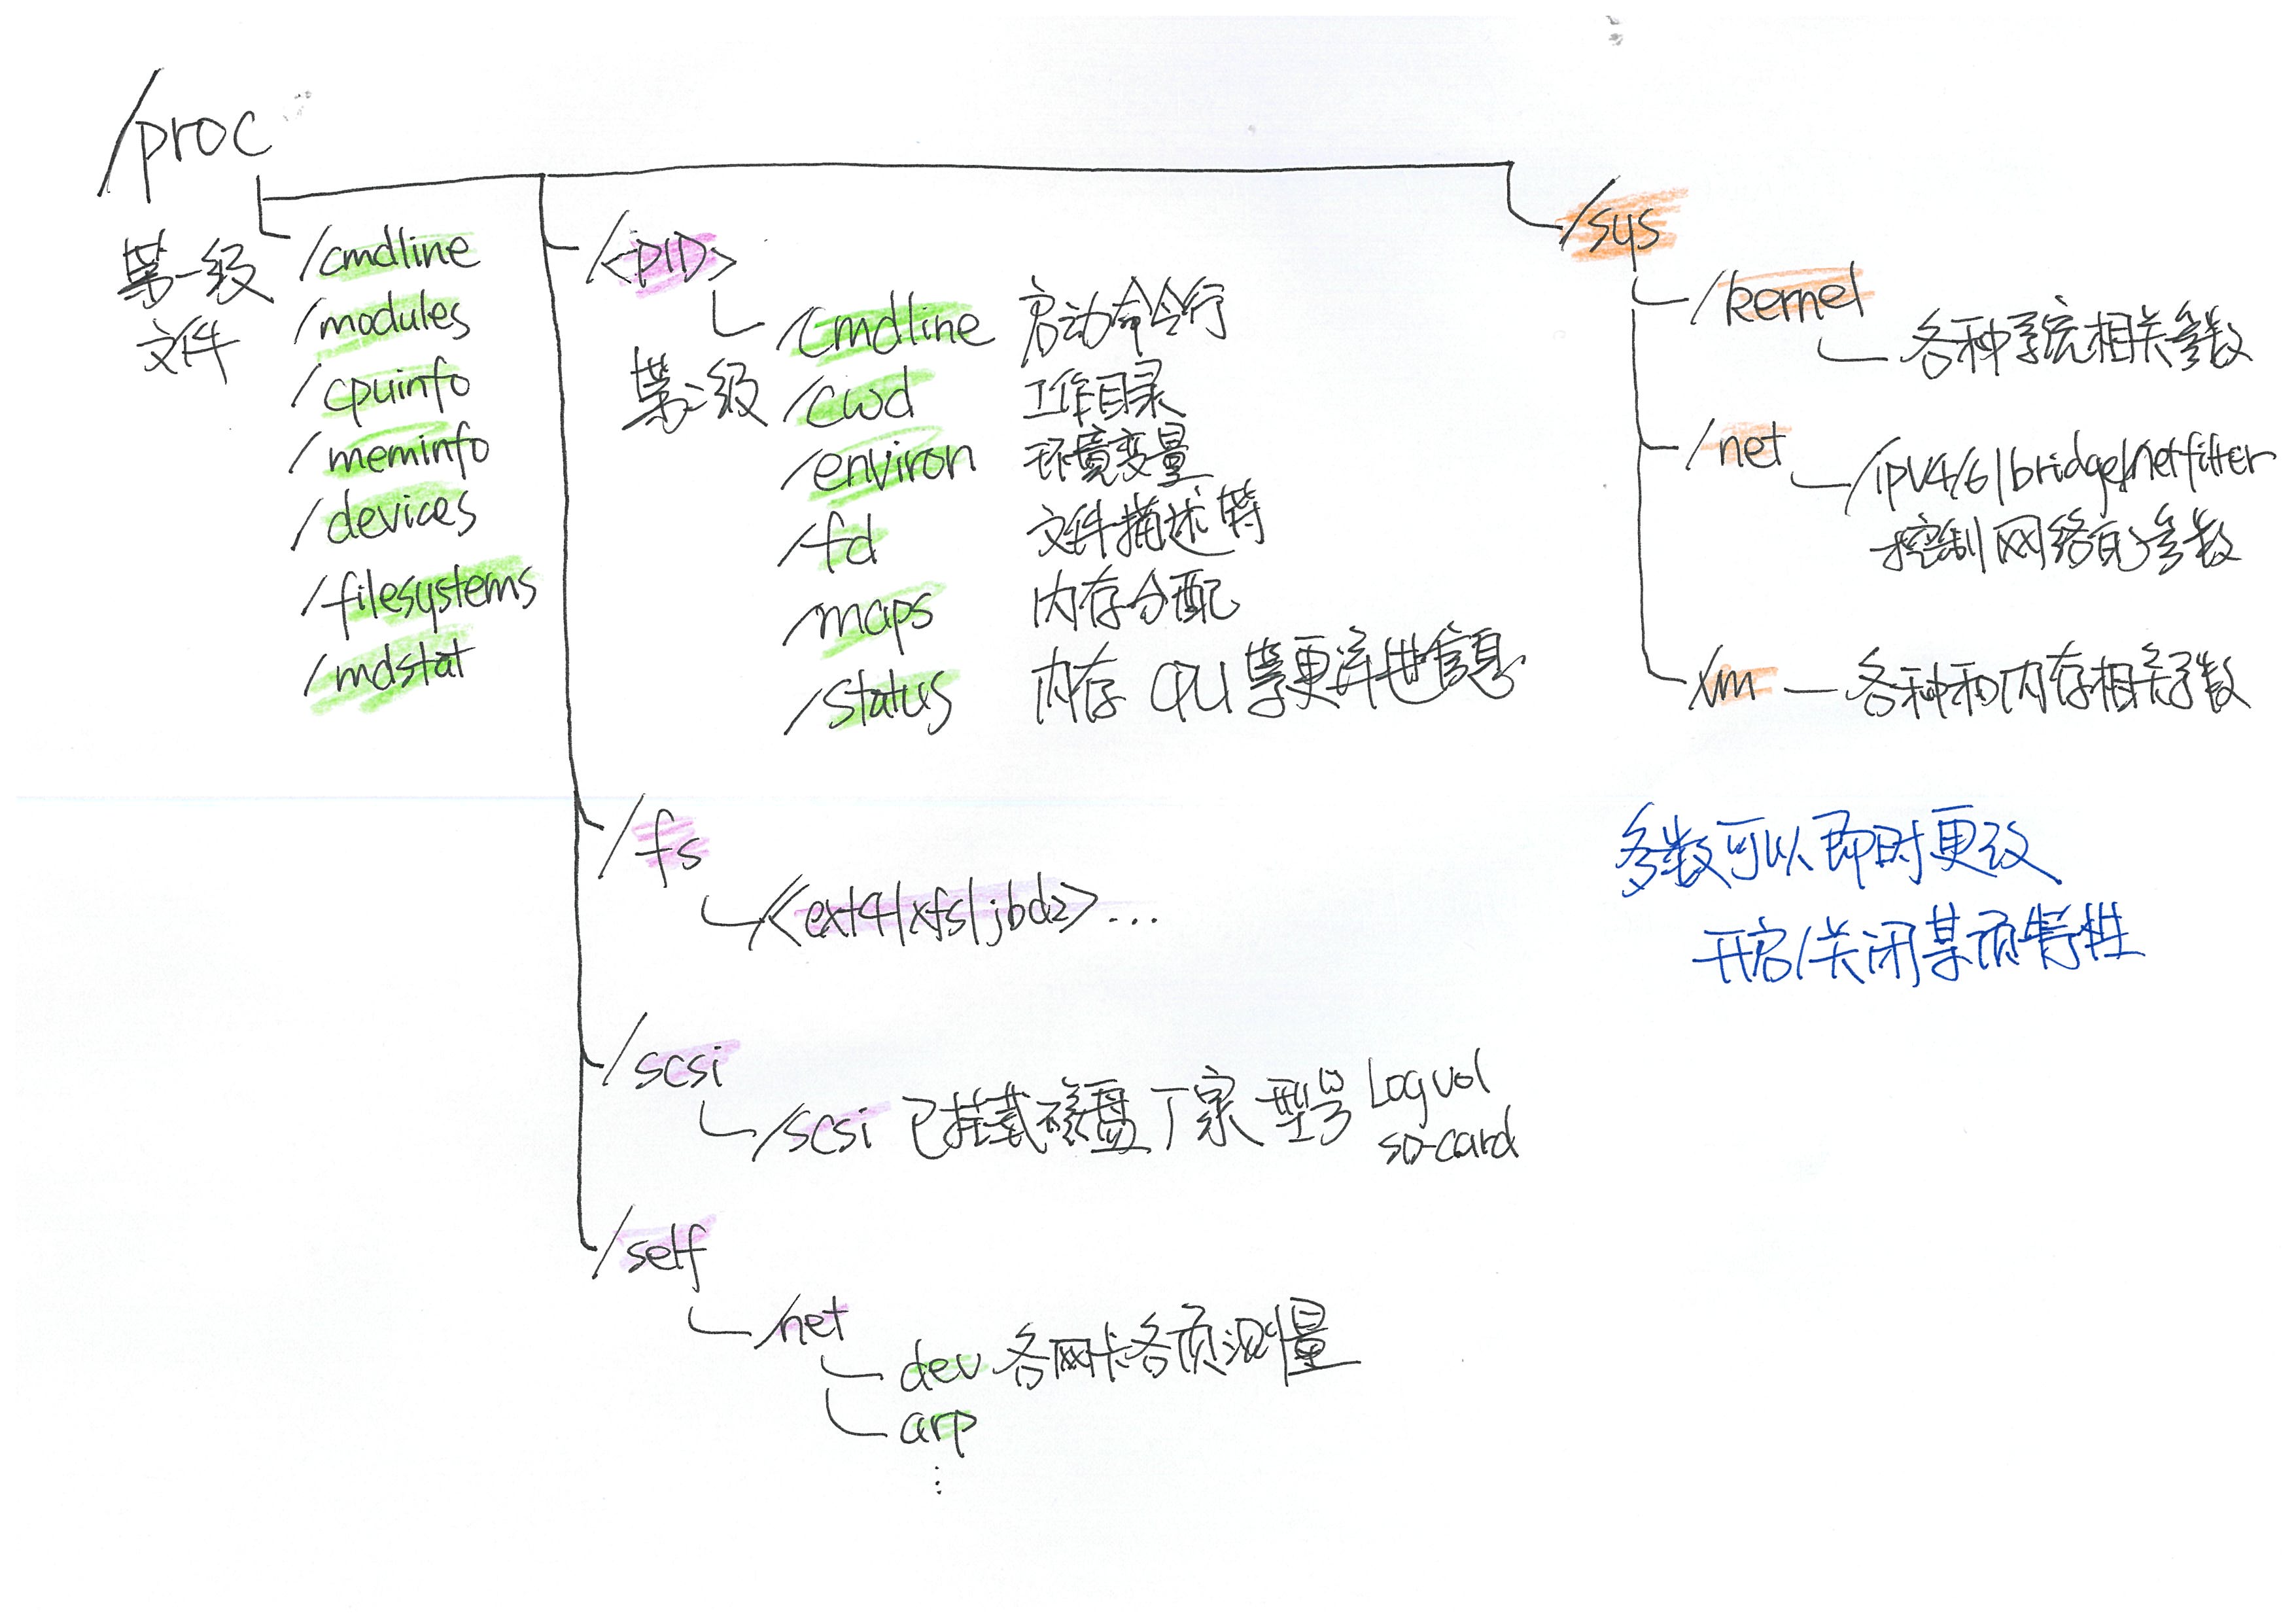 /proc
第一级
文件
/cmdline
/modules
/cpuinfo
/meminfo
/devices
/filesystems
/mdstat
/<PID>
第二级
/cmdline 启动命令行
/cwd 工作目录
/environ 环境变量
/fd 文件描述符
/maps 内存分配
/status 内存 CPU 等更详进信息
/fs
/<ext4|xfs|jbd2>...
/scsi
/scsi 已挂载磁盘厂家 型号 Log vol
SD-card
/self
/net
dev 各网卡各项测量
arp
⋮
/sys
/kernel
各种系统相关参数
/net
/ipv4/6|bridge/netfilter
控制网络的参数
/vm — 各种和内存相关参数
多数可以即时更改
开启/关闭某项特性